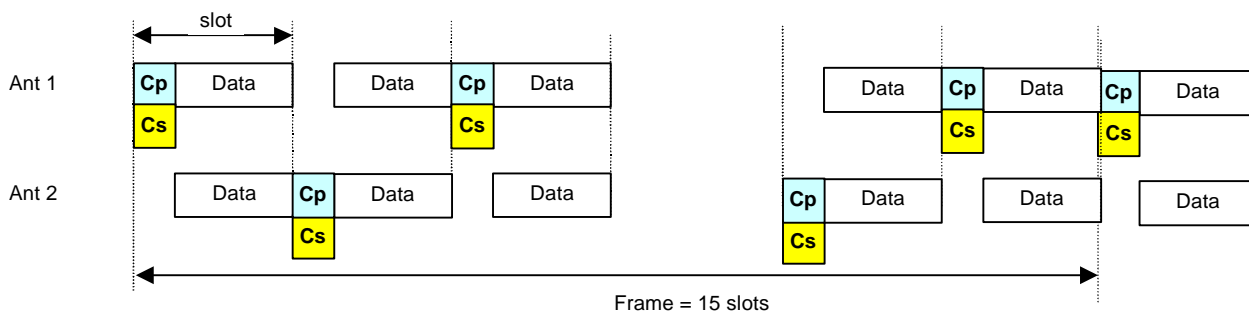 slot
Ant 1
Cp Data Data Cp Data Data Cp Data Cp Data
Cs Cs Cs Cs
Ant 2
Data Cp Data Data Cp Data Data Data
Cs Cs
Frame = 15 slots